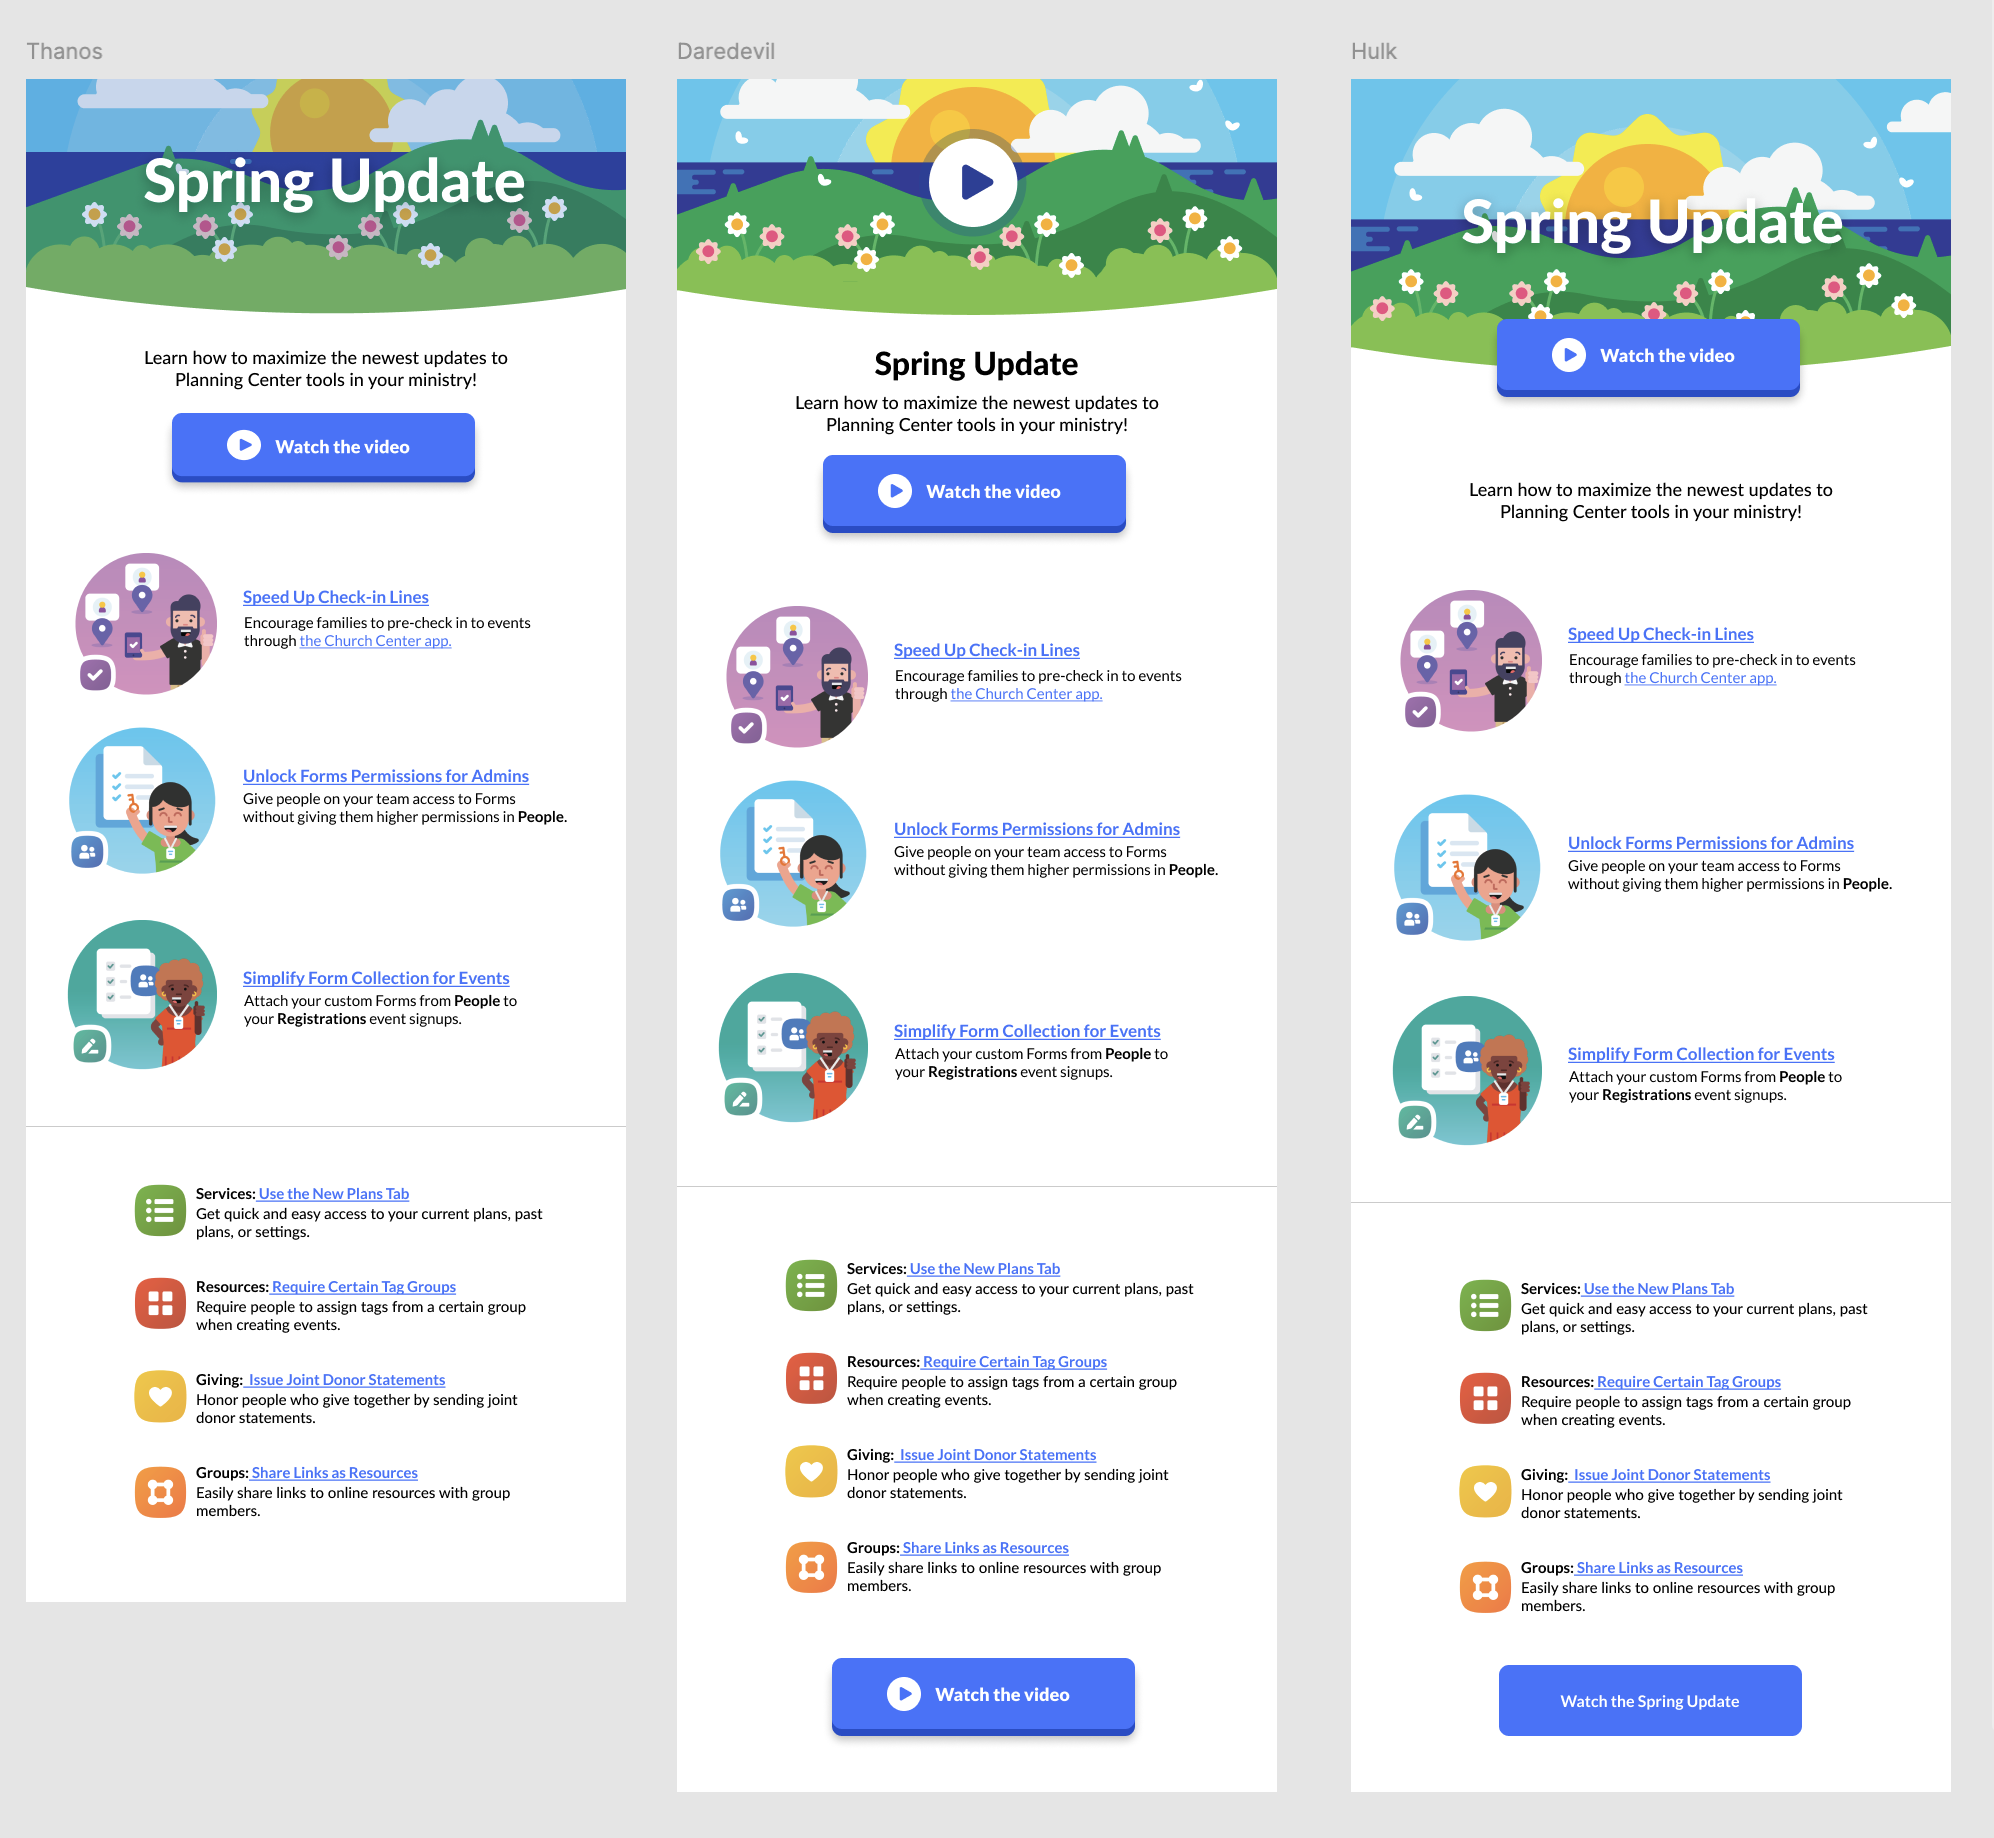 Thanos
Spring Update
Learn how to maximize the newest updates to
Planning Center tools in your ministry!
Watch the video
Speed Up Check-in Lines
Encourage families to pre-check in to events
through the Church Center app.
Unlock Forms Permissions for Admins
Give people on your team access to Forms
without giving them higher permissions in People.
Simplify Form Collection for Events
Attach your custom Forms from People to
your Registrations event signups.
Services: Use the New Plans Tab
Get quick and easy access to your current plans, past
plans, or settings.
Resources: Require Certain Tag Groups
Require people to assign tags from a certain group
when creating events.
Giving:  Issue Joint Donor Statements
Honor people who give together by sending joint
donor statements.
Groups: Share Links as Resources
Easily share links to online resources with group
members.
Daredevil
Spring Update
Learn how to maximize the newest updates to
Planning Center tools in your ministry!
Watch the video
Speed Up Check-in Lines
Encourage families to pre-check in to events
through the Church Center app.
Unlock Forms Permissions for Admins
Give people on your team access to Forms
without giving them higher permissions in People.
Simplify Form Collection for Events
Attach your custom Forms from People to
your Registrations event signups.
Services: Use the New Plans Tab
Get quick and easy access to your current plans, past
plans, or settings.
Resources: Require Certain Tag Groups
Require people to assign tags from a certain group
when creating events.
Giving:  Issue Joint Donor Statements
Honor people who give together by sending joint
donor statements.
Groups: Share Links as Resources
Easily share links to online resources with group
members.
Watch the video
Hulk
Spring Update
Watch the video
Learn how to maximize the newest updates to
Planning Center tools in your ministry!
Speed Up Check-in Lines
Encourage families to pre-check in to events
through the Church Center app.
Unlock Forms Permissions for Admins
Give people on your team access to Forms
without giving them higher permissions in People.
Simplify Form Collection for Events
Attach your custom Forms from People to
your Registrations event signups.
Services: Use the New Plans Tab
Get quick and easy access to your current plans, past
plans, or settings.
Resources: Require Certain Tag Groups
Require people to assign tags from a certain group
when creating events.
Giving:  Issue Joint Donor Statements
Honor people who give together by sending joint
donor statements.
Groups: Share Links as Resources
Easily share links to online resources with group
members.
Watch the Spring Update